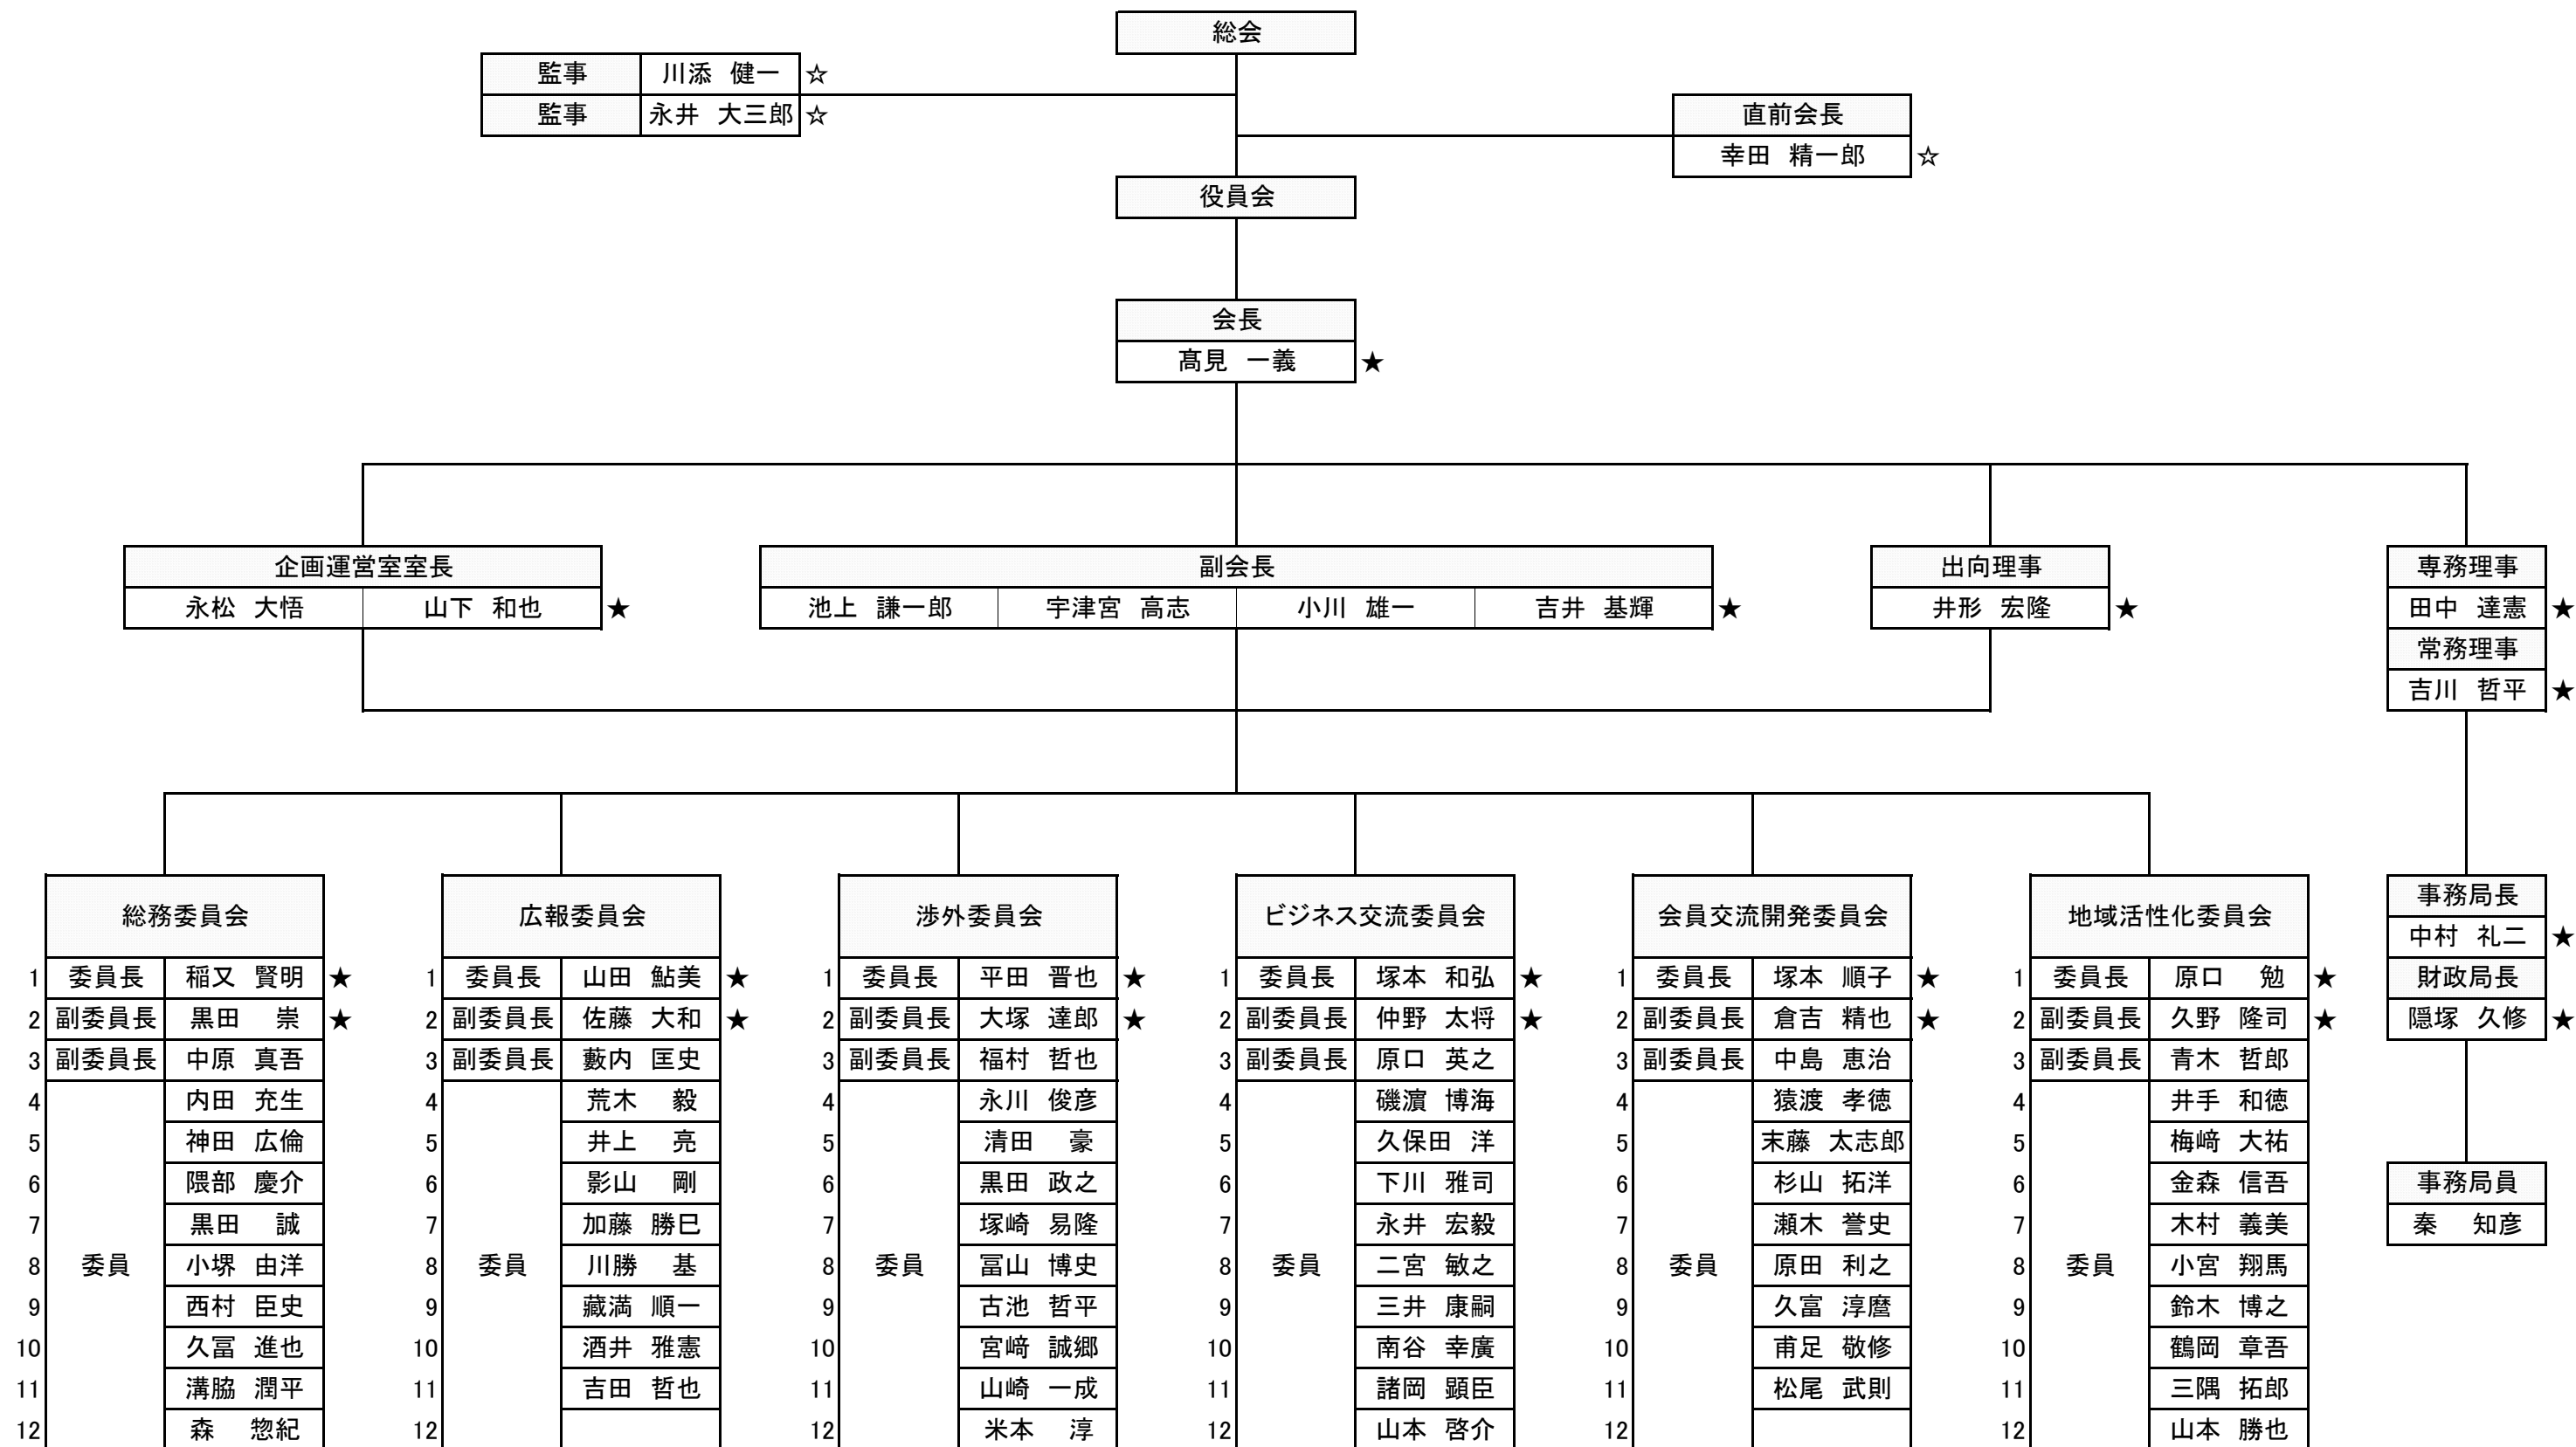 総会
監事 川添 健一 ☆
監事 永井 大三郎 ☆
直前会長
幸田 精一郎 ☆
役員会
会長
髙見 一義 ★
企画運営室室長
永松 大悟 山下 和也 ★
副会長
池上 謙一郎 宇津宮 高志 小川 雄一 吉井 基輝 ★
出向理事
井形 宏隆 ★
専務理事
田中 達憲 ★
常務理事
吉川 哲平 ★
総務委員会
1 委員長 稲又 賢明 ★
2 副委員長 黒田 崇 ★
3 副委員長 中原 真吾
4 内田 充生
5 神田 広倫
6 隈部 慶介
7 黒田 誠
8 委員 小堺 由洋
9 西村 臣史
10 久冨 進也
11 溝脇 潤平
12 森 惣紀
広報委員会
1 委員長 山田 鮎美 ★
2 副委員長 佐藤 大和 ★
3 副委員長 藪内 匡史
4 荒木 毅
5 井上 亮
6 影山 剛
7 加藤 勝巳
8 委員 川勝 基
9 藏満 順一
10 酒井 雅憲
11 吉田 哲也
12
渉外委員会
1 委員長 平田 晋也 ★
2 副委員長 大塚 達郎 ★
3 副委員長 福村 哲也
4 永川 俊彦
5 清田 豪
6 黒田 政之
7 塚崎 易隆
8 委員 冨山 博史
9 古池 哲平
10 宮﨑 誠郷
11 山崎 一成
12 米本 淳
ビジネス交流委員会
1 委員長 塚本 和弘 ★
2 副委員長 仲野 太将 ★
3 副委員長 原口 英之
4 磯濵 博海
5 久保田 洋
6 下川 雅司
7 永井 宏毅
8 委員 二宮 敏之
9 三井 康嗣
10 南谷 幸廣
11 諸岡 顕臣
12 山本 啓介
会員交流開発委員会
1 委員長 塚本 順子 ★
2 副委員長 倉吉 精也 ★
3 副委員長 中島 恵治
4 猿渡 孝徳
5 末藤 太志郎
6 杉山 拓洋
7 瀬木 誉史
8 委員 原田 利之
9 久富 淳麿
10 甫足 敬修
11 松尾 武則
12
地域活性化委員会
1 委員長 原口 勉 ★
2 副委員長 久野 隆司 ★
3 副委員長 青木 哲郎
4 井手 和徳
5 梅﨑 大祐
6 金森 信吾
7 木村 義美
8 委員 小宮 翔馬
9 鈴木 博之
10 鶴岡 章吾
11 三隅 拓郎
12 山本 勝也
事務局長
中村 礼二 ★
財政局長
隠塚 久修 ★
事務局員
秦 知彦